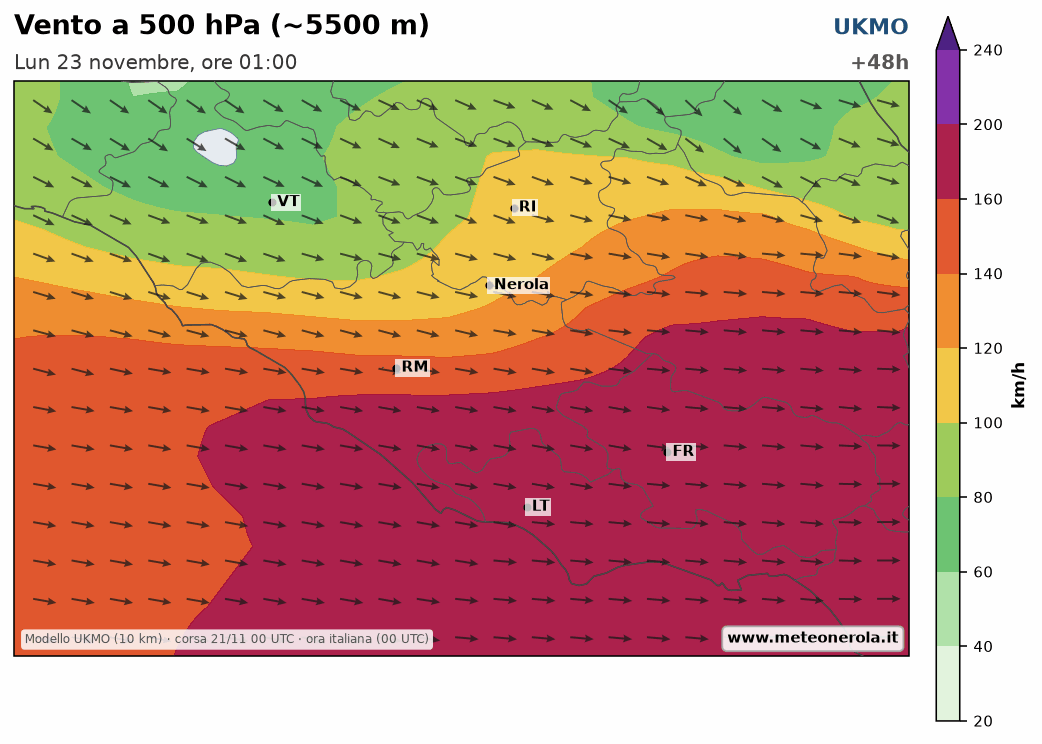 Vento a 500 hPa (~5500 m)
UKMO
Lun 23 novembre, ore 01:00
+48h
VT
RI
Nerola
RM
FR
LT
Modello UKMO (10 km) · corsa 21/11 00 UTC · ora italiana (00 UTC)
www.meteonerola.it
240
200
160
140
120
100
80
60
40
20
km/h